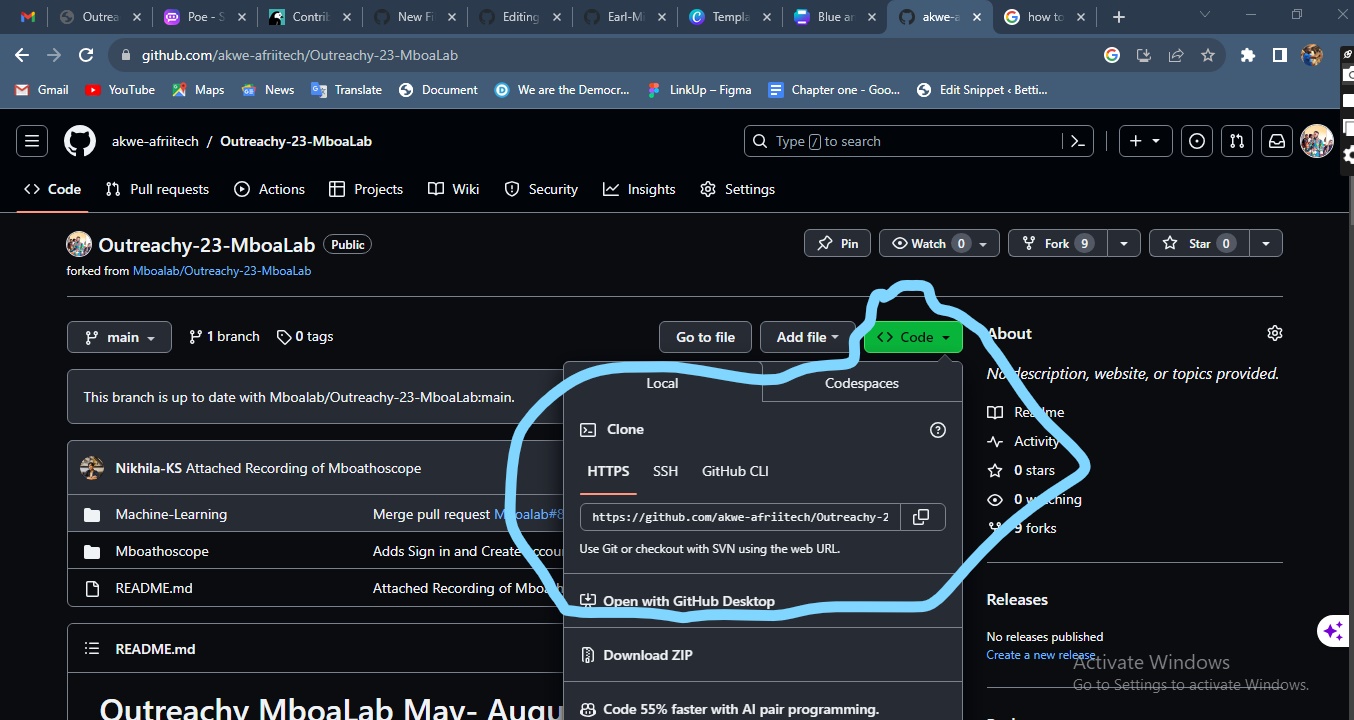 Outrea
Poe - S
Contrib
New Fi
Editing
Earl-Mi
Templa
Blue ar
akwe-a
how to
github.com/akwe-afriitech/Outreachy-23-MboaLab
Gmail
YouTube
Maps
News
Translate
Document
We are the Democr...
LinkUp – Figma
Chapter one - Goo...
Edit Snippet ‹ Betti...
akwe-afriitech / Outreachy-23-MboaLab
Type / to search
Code
Pull requests
Actions
Projects
Wiki
Security
Insights
Settings
Outreachy-23-MboaLab Public
forked from Mboalab/Outreachy-23-MboaLab
Pin
Watch 0
Fork 9
Star 0
main
1 branch
0 tags
Go to file
Add file
<> Code
This branch is up to date with Mboalab/Outreachy-23-MboaLab:main.
Nikhila-KS Attached Recording of Mboathoscope
Machine-Learning Merge pull request
Mboathoscope Adds Sign in and Create
README.md Attached Recording of
README.md
Outreachy MboaLab May- Augu
Local
Codespaces
Clone
HTTPS
SSH
GitHub CLI
https://github.com/akwe-afriitech/Outreachy-2
Use Git or checkout with SVN using the web URL.
Open with GitHub Desktop
Download ZIP
Code 55% faster with AI pair programming.
About
No description, website, or topics provided.
Readme
Activity
0 stars
0 watching
9 forks
Releases
No releases published
Create a new release
Activate Windows
Go to Settings to activate Windows.